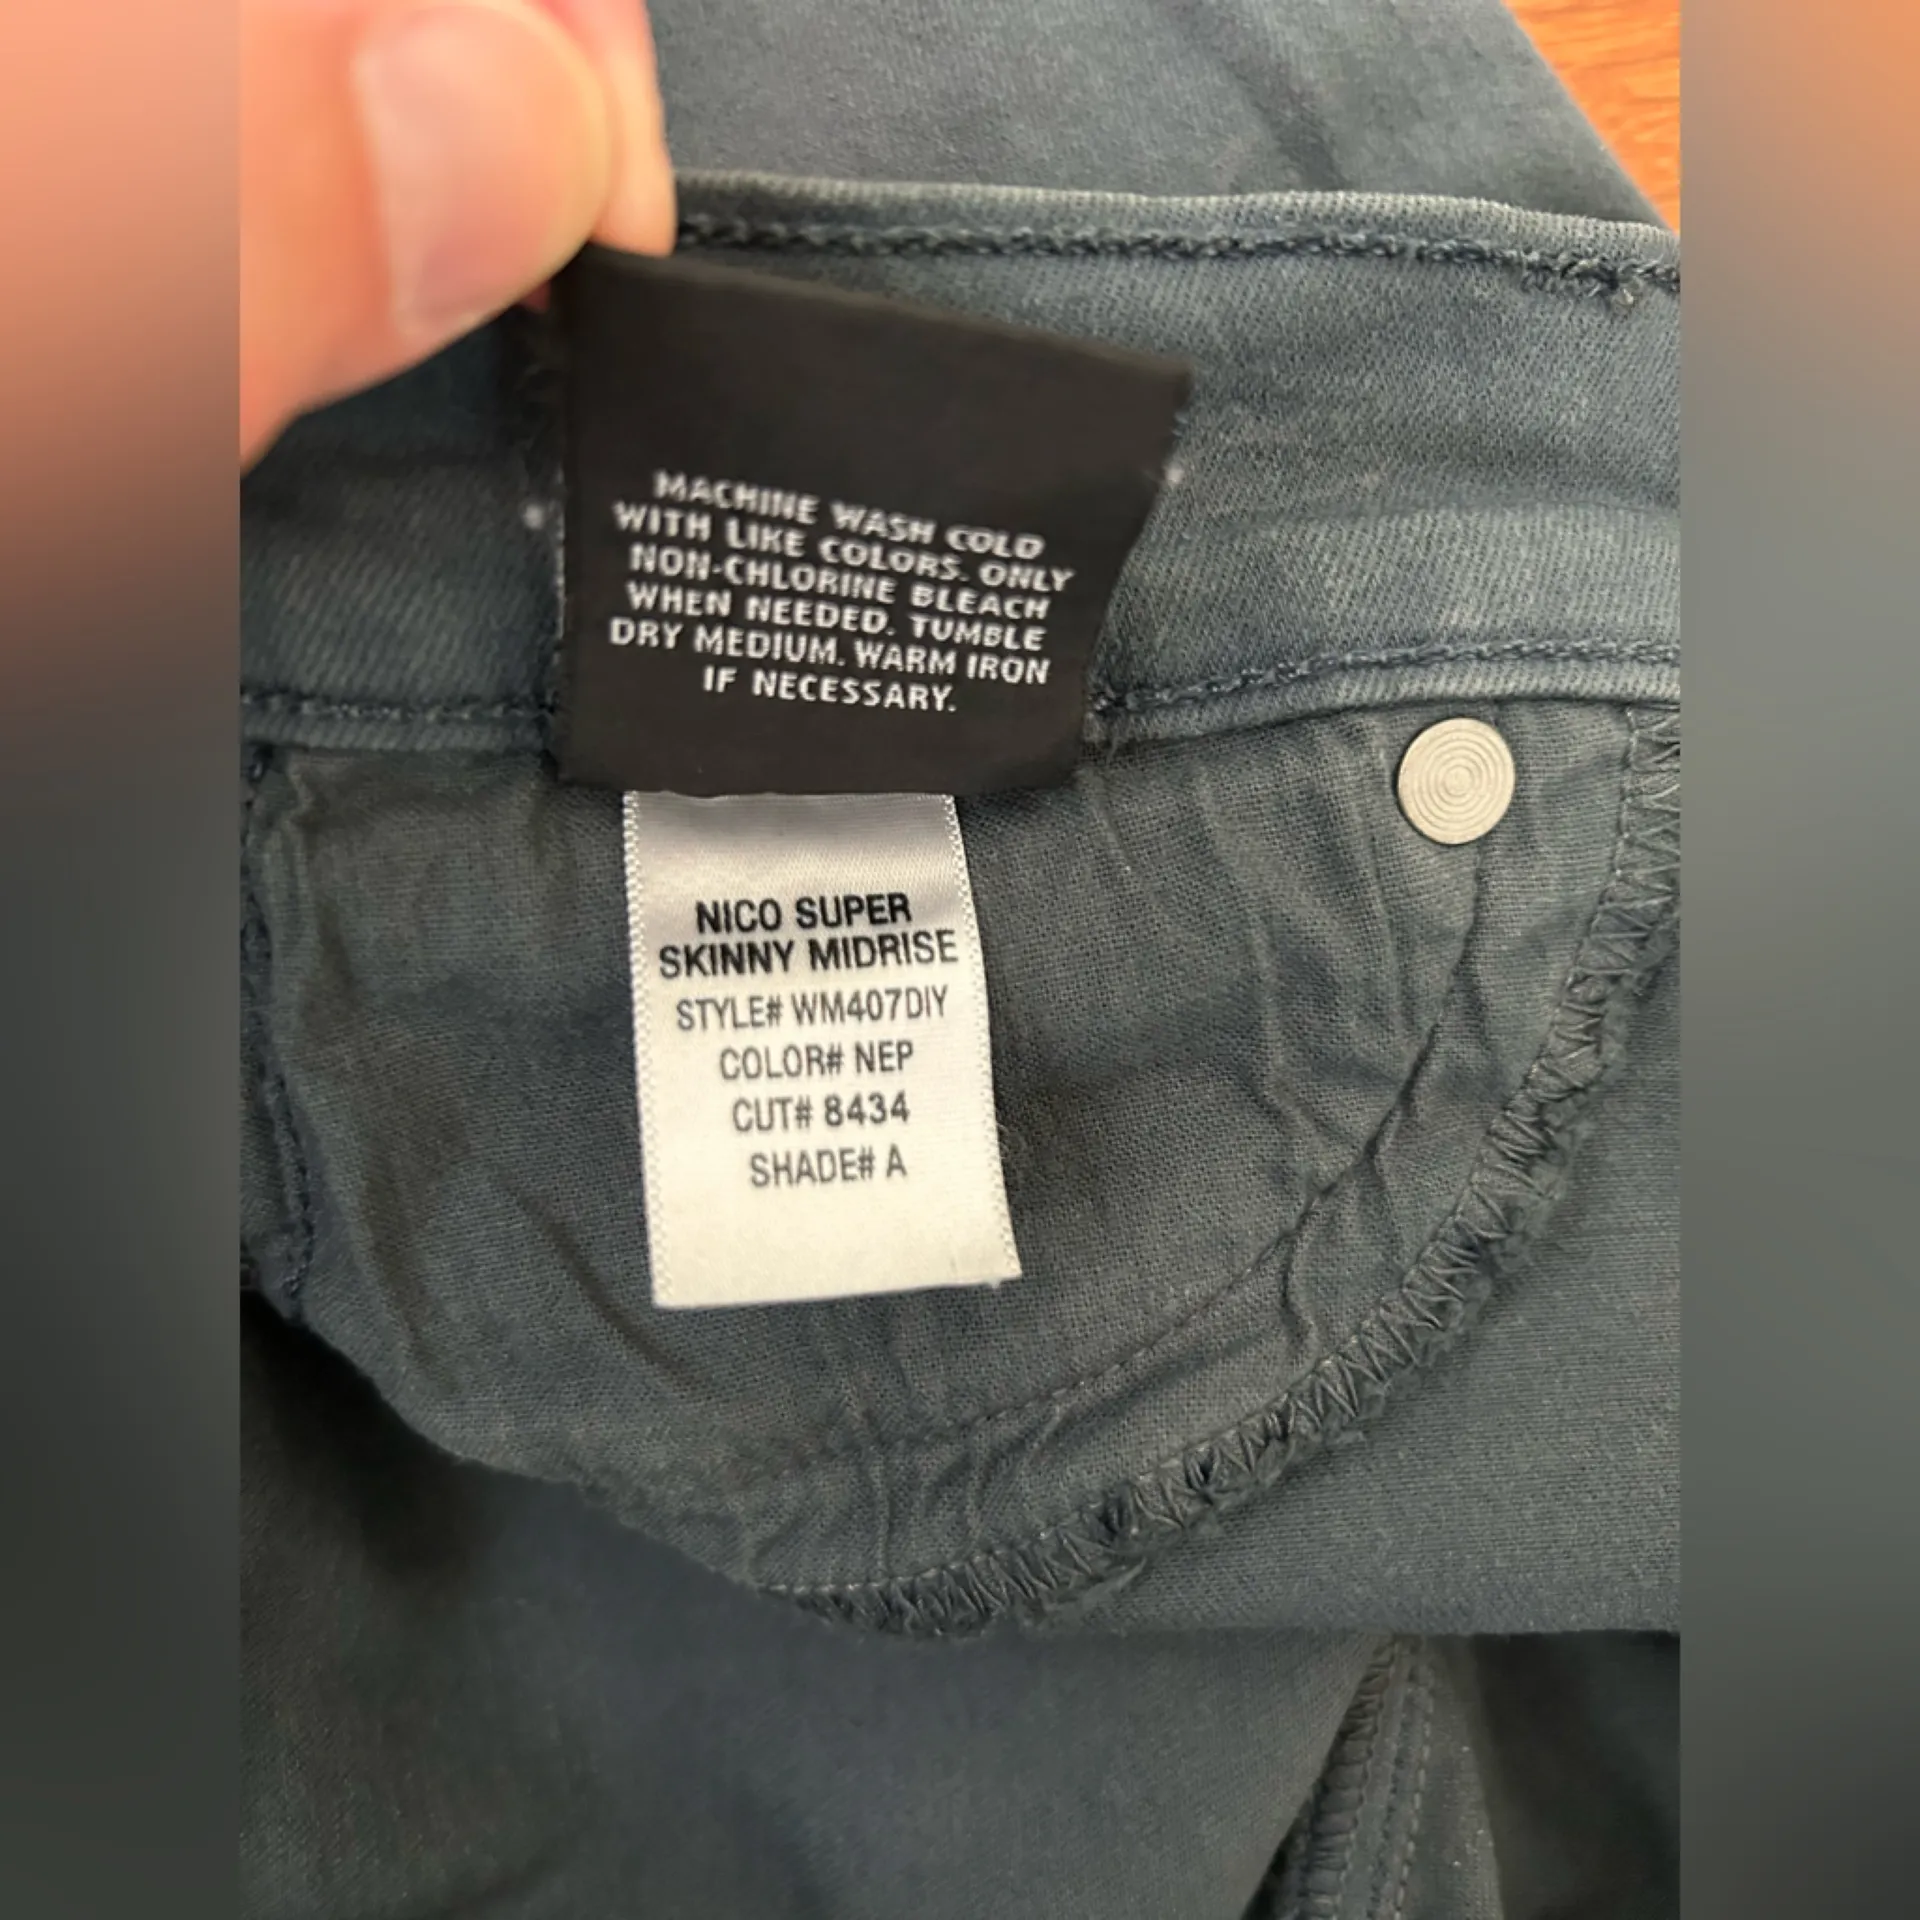 MACHINE WASH COLD
WITH LIKE COLORS. ONLY
NON-CHLORINE BLEACH
WHEN NEEDED. TUMBLE
DRY MEDIUM. WARM IRON
IF NECESSARY.
NICO SUPER
SKINNY MIDRISE
STYLE# WM407DIY
COLOR# NEP
CUT# 8434
SHADE# A